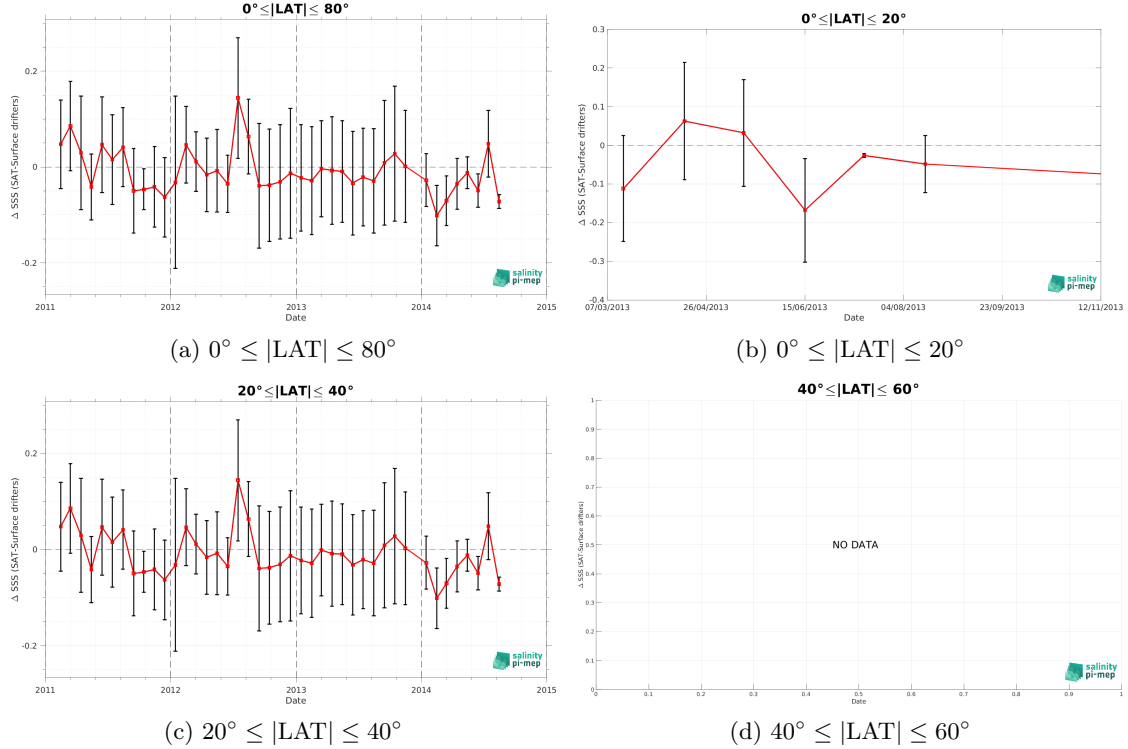 0°≤|LAT|≤ 80°
Δ SSS (SAT-Surface drifters)
0.2
0
-0.2
2011
2012
2013
2014
2015
Date
salinity
pi-mep
(a) 0° ≤ |LAT| ≤ 80°
0°≤|LAT|≤ 20°
Δ SSS (SAT-Surface drifters)
0.3
0.2
0.1
0
-0.1
-0.2
-0.3
-0.4
07/03/2013
26/04/2013
15/06/2013
04/08/2013
23/09/2013
12/11/2013
Date
salinity
pi-mep
(b) 0° ≤ |LAT| ≤ 20°
20°≤|LAT|≤ 40°
Δ SSS (SAT-Surface drifters)
0.2
0
-0.2
2011
2012
2013
2014
2015
Date
salinity
pi-mep
(c) 20° ≤ |LAT| ≤ 40°
40°≤|LAT|≤ 60°
Δ SSS (SAT-Surface drifters)
1
0.9
0.8
0.7
0.6
0.5
0.4
0.3
0.2
0.1
0
NO DATA
0
0.1
0.2
0.3
0.4
0.5
0.6
0.7
0.8
0.9
1
Date
salinity
pi-mep
(d) 40° ≤ |LAT| ≤ 60°